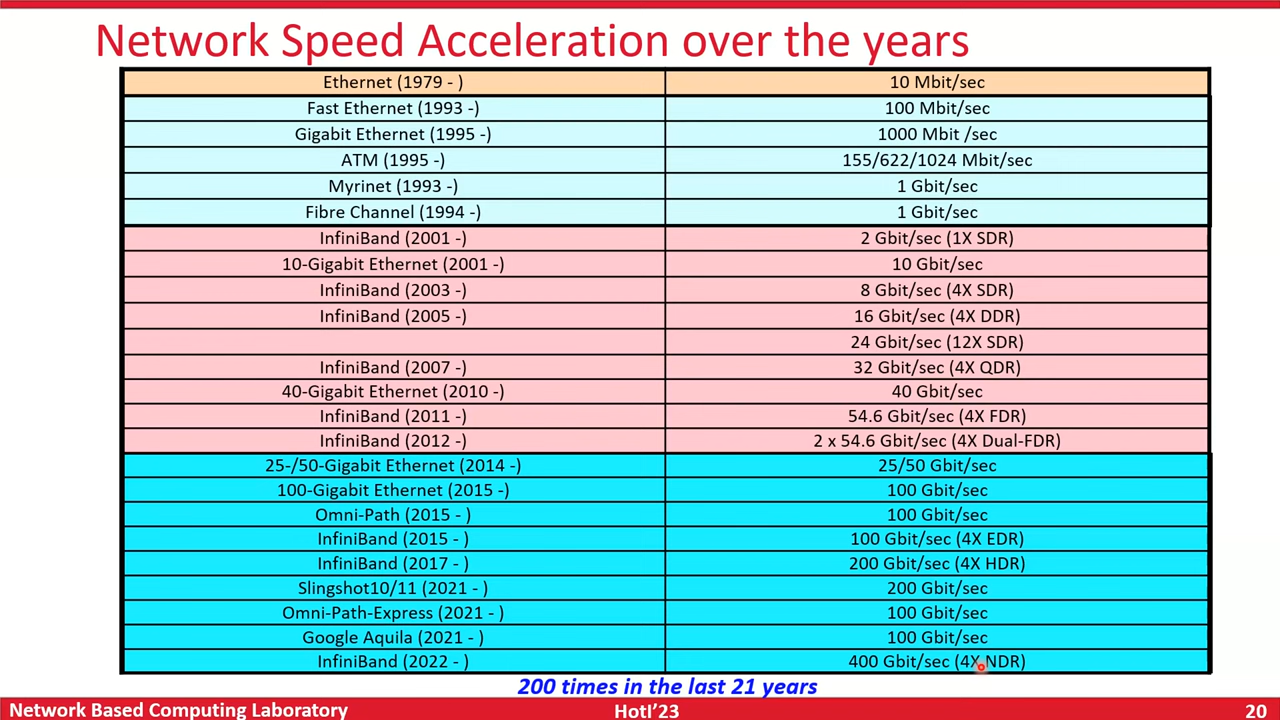 Network Speed Acceleration over the years
Ethernet (1979 - ) 10 Mbit/sec
Fast Ethernet (1993 -) 100 Mbit/sec
Gigabit Ethernet (1995 -) 1000 Mbit /sec
ATM (1995 -) 155/622/1024 Mbit/sec
Myrinet (1993 -) 1 Gbit/sec
Fibre Channel (1994 -) 1 Gbit/sec
InfiniBand (2001 -) 2 Gbit/sec (1X SDR)
10-Gigabit Ethernet (2001 -) 10 Gbit/sec
InfiniBand (2003 -) 8 Gbit/sec (4X SDR)
InfiniBand (2005 -) 16 Gbit/sec (4X DDR)
24 Gbit/sec (12X SDR)
InfiniBand (2007 -) 32 Gbit/sec (4X QDR)
40-Gigabit Ethernet (2010 -) 40 Gbit/sec
InfiniBand (2011 -) 54.6 Gbit/sec (4X FDR)
InfiniBand (2012 -) 2 x 54.6 Gbit/sec (4X Dual-FDR)
25-/50-Gigabit Ethernet (2014 -) 25/50 Gbit/sec
100-Gigabit Ethernet (2015 -) 100 Gbit/sec
Omni-Path (2015 - ) 100 Gbit/sec
InfiniBand (2015 - ) 100 Gbit/sec (4X EDR)
InfiniBand (2017 - ) 200 Gbit/sec (4X HDR)
Slingshot10/11 (2021 - ) 200 Gbit/sec
Omni-Path-Express (2021 - ) 100 Gbit/sec
Google Aquila (2021 - ) 100 Gbit/sec
InfiniBand (2022 - ) 400 Gbit/sec (4X NDR)
200 times in the last 21 years
Network Based Computing Laboratory HotI'23 20